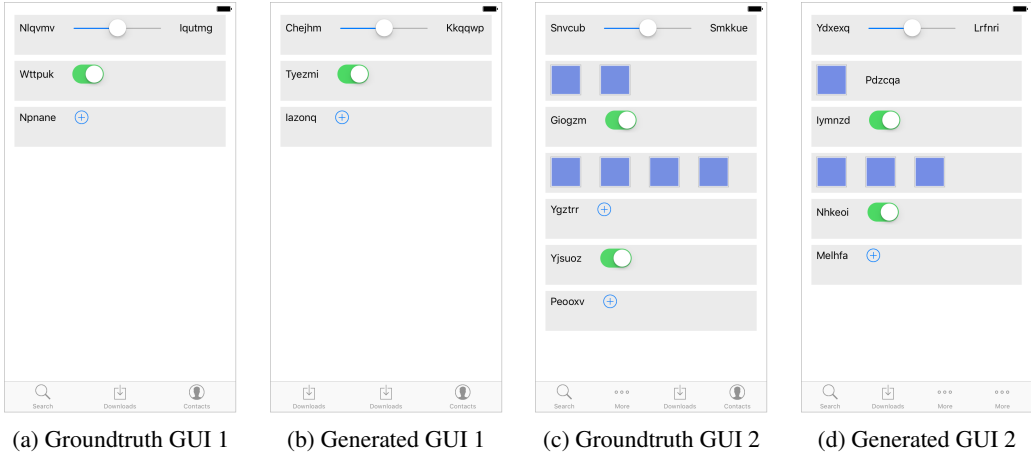 Nlqvmv Iqutmg
Wttpuk
Npnane
Search Downloads Contacts
(a) Groundtruth GUI 1
Chejhm Kkqqwp
Tyezmi
Iazonq
Downloads Downloads Contacts
(b) Generated GUI 1
Snvcub Smkkue
Giogzm
Ygztrr
Yjsuoz
Peooxv
Search More Downloads Contacts
(c) Groundtruth GUI 2
Ydxexq Lrfnri
Pdzcqa
Iymnzd
Nhkeoi
Melhfa
Search Downloads More More
(d) Generated GUI 2